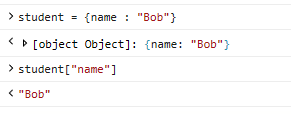 > student = {name : "Bob"}
< ▶ [object Object]: {name: "Bob"}
> student["name"]
< "Bob"